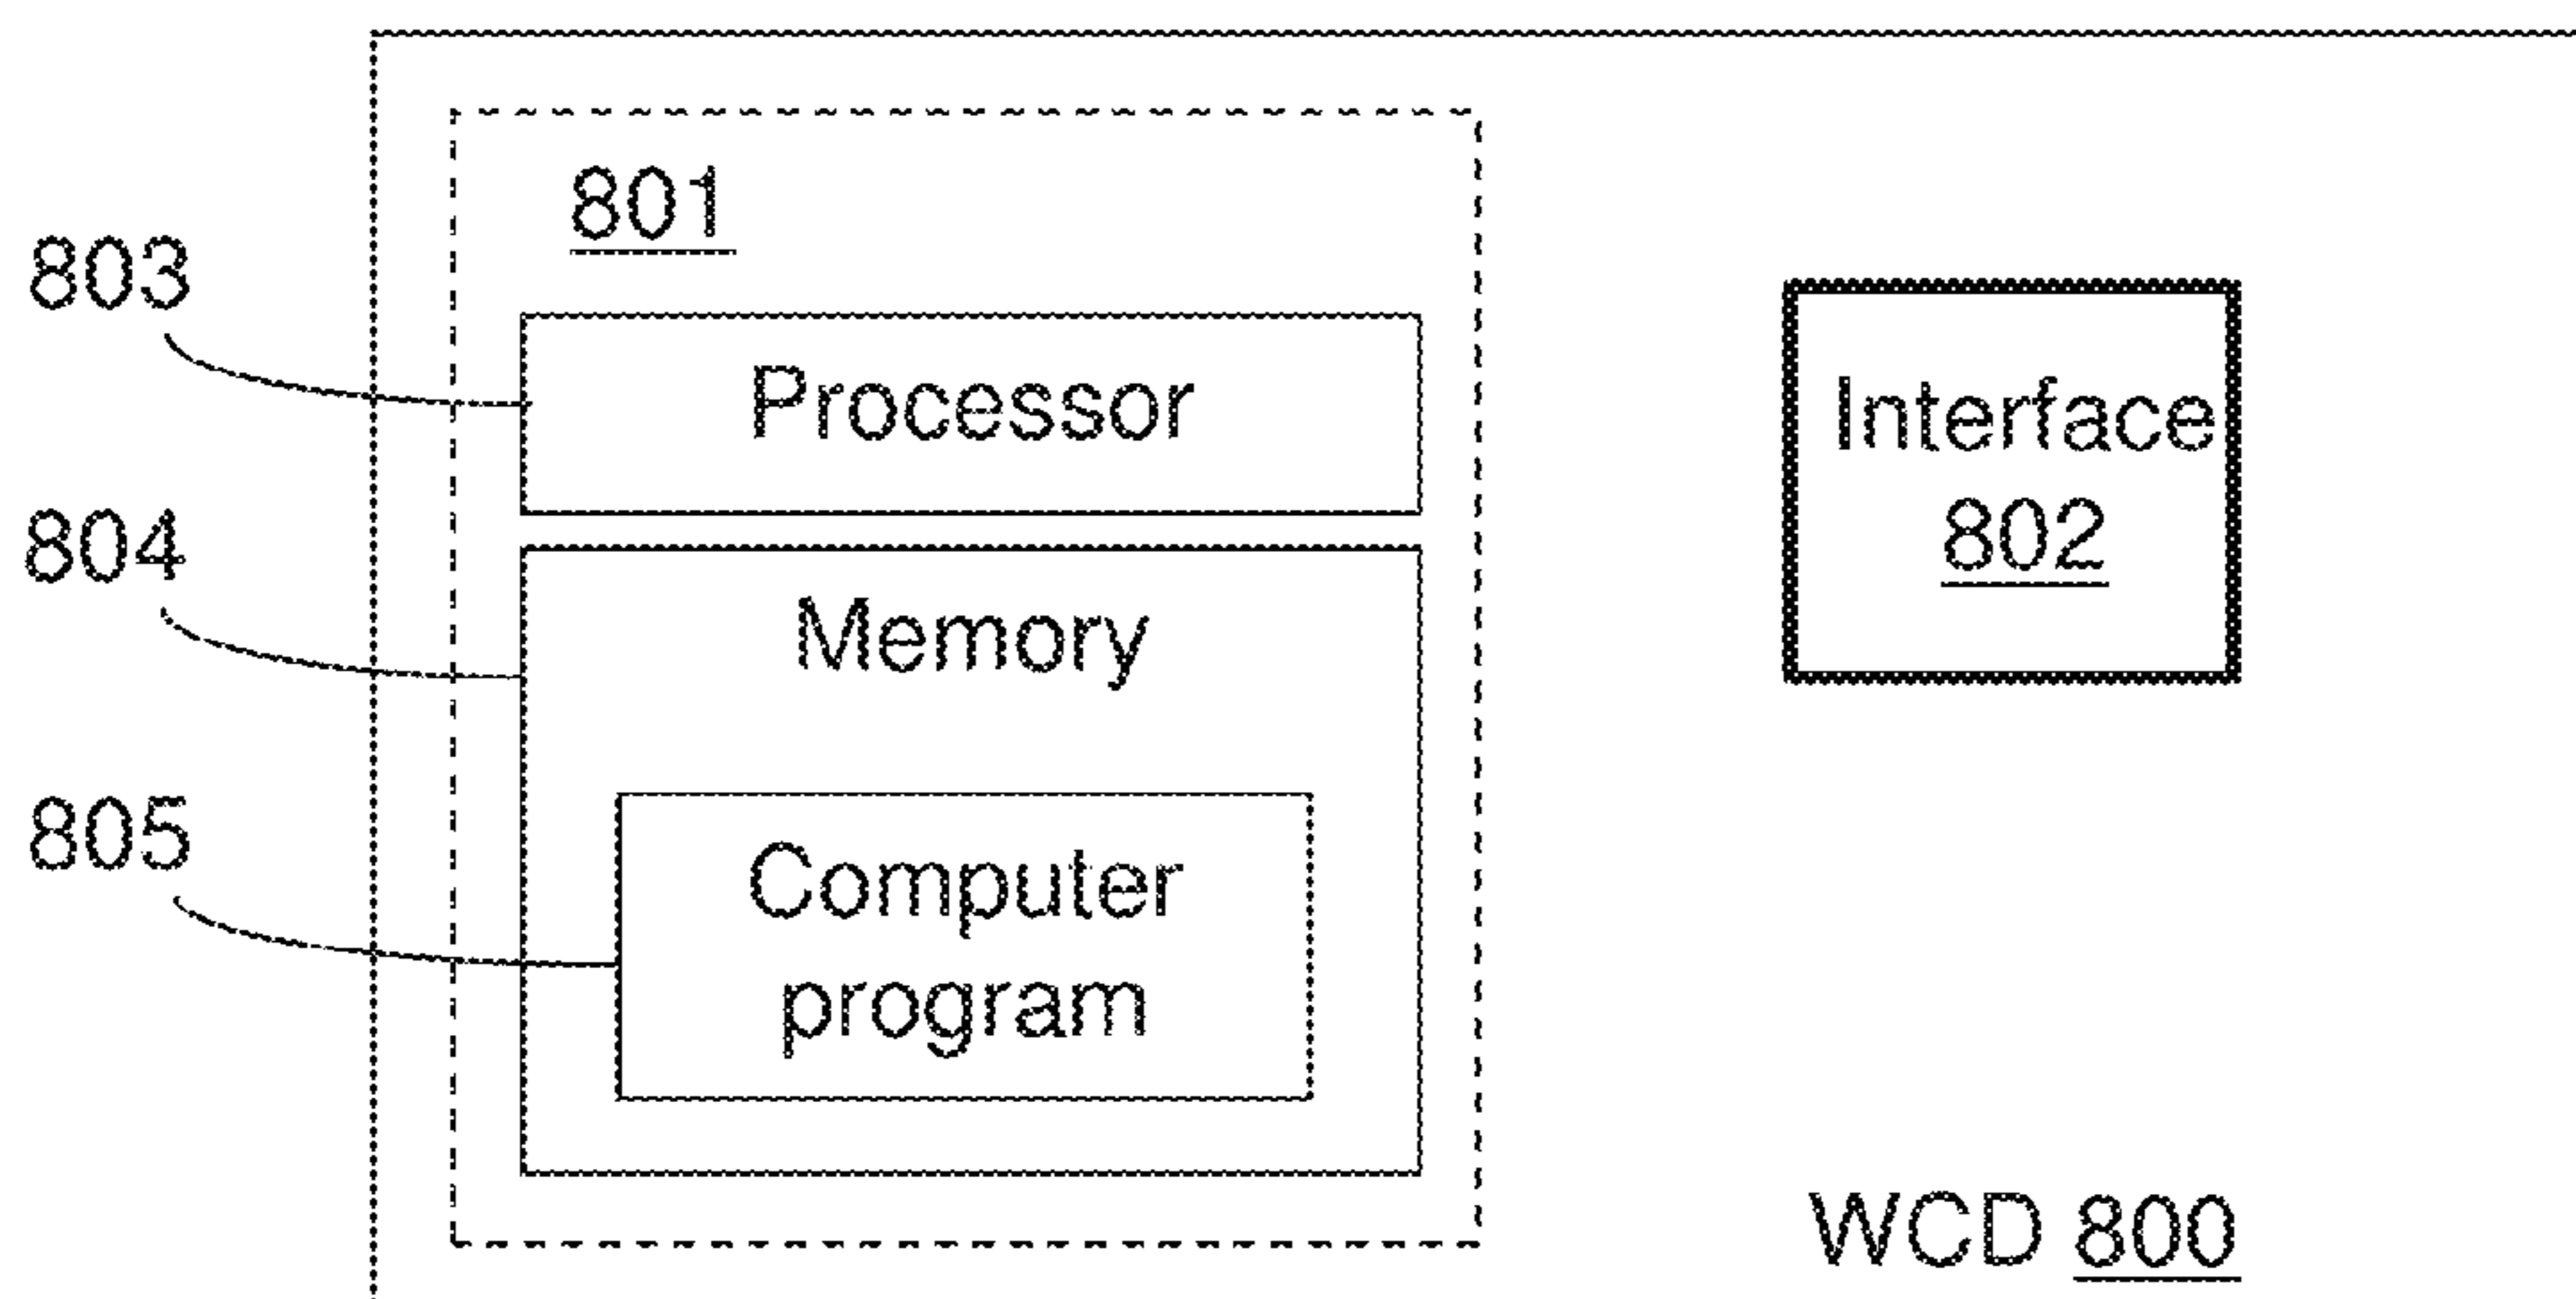 801
803
Processor
Interface
802
804
Memory
805
Computer
program
WCD 800